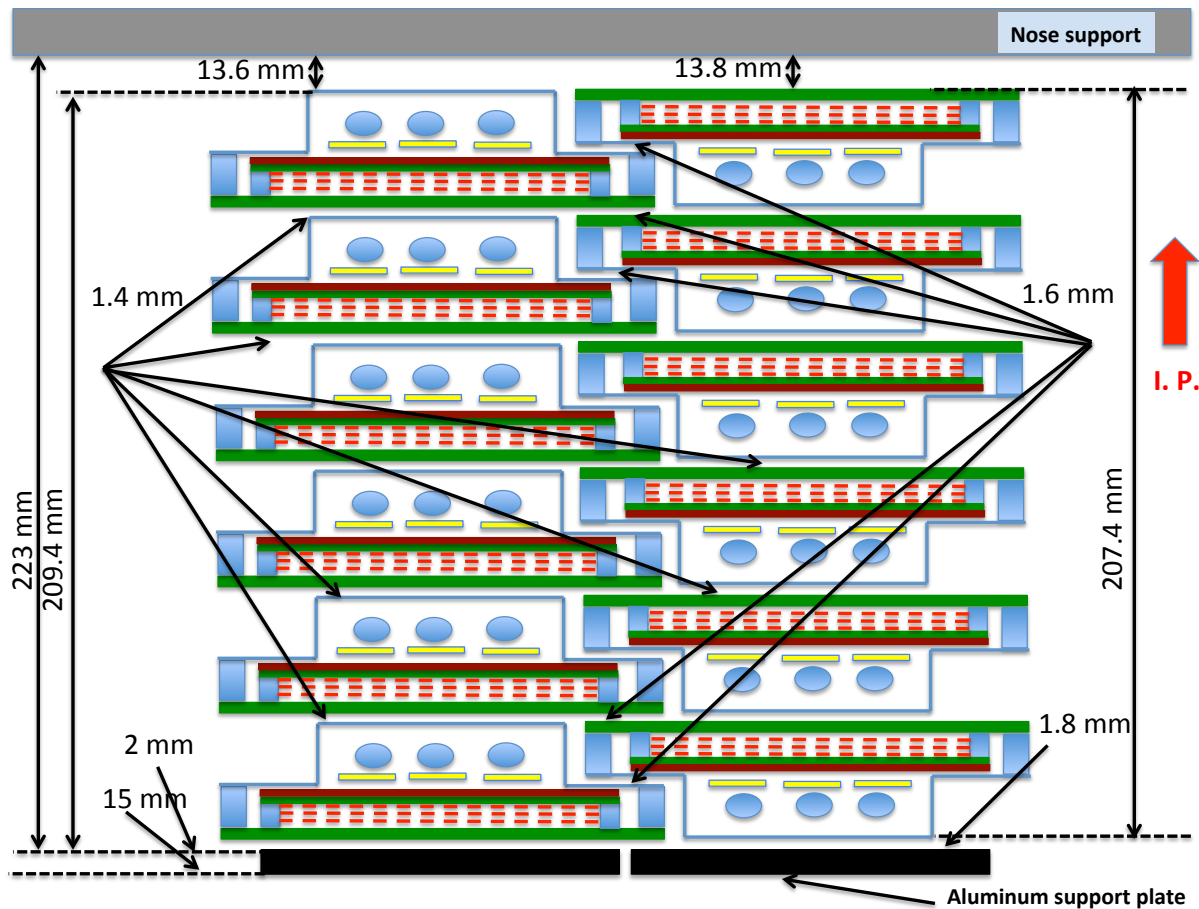 Nose support
13.6 mm
13.8 mm
1.4 mm
1.6 mm
I. P.
223 mm
209.4 mm
207.4 mm
2 mm
1.8 mm
15 mm
Aluminum support plate